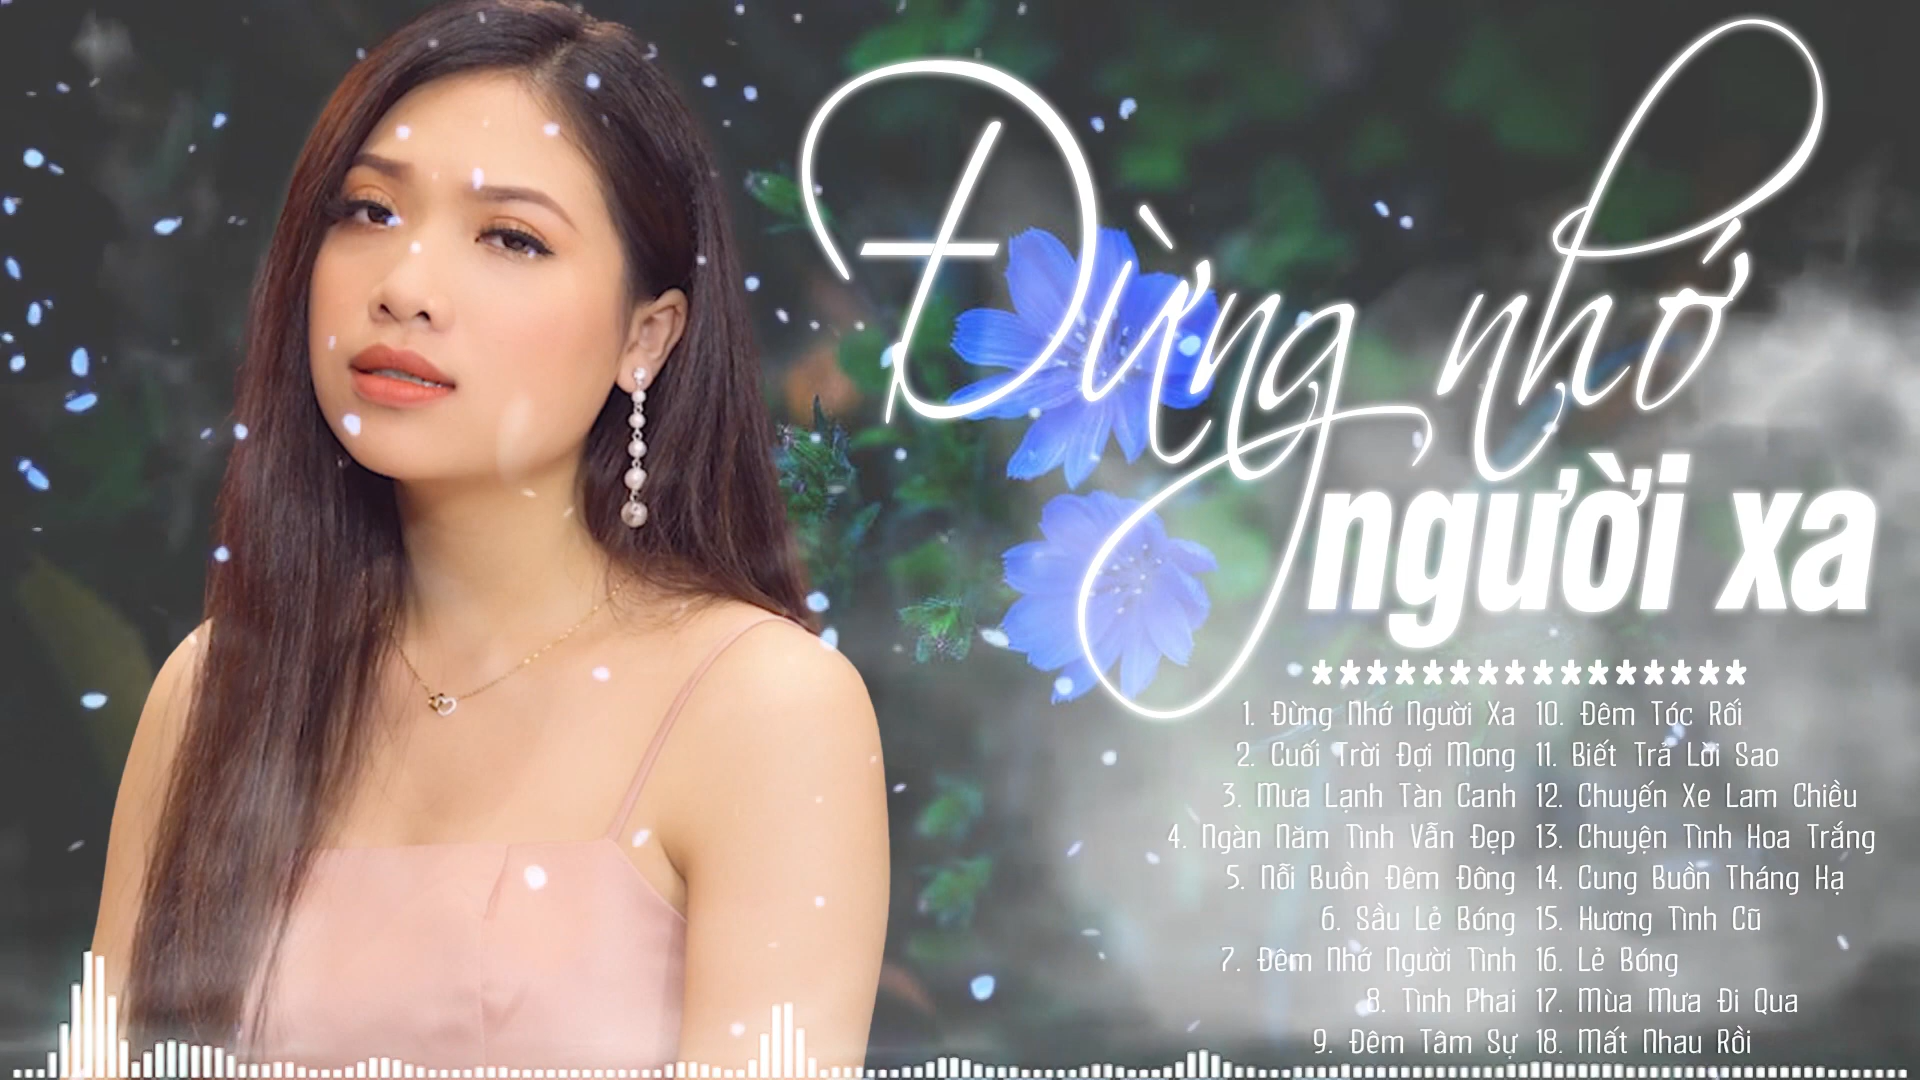 Đừng nhớ
người xa
****************
1. Đừng Nhớ Người Xa
2. Cuối Trời Đợi Mong
3. Mưa Lạnh Tàn Canh
4. Ngàn Năm Tình Vẫn Đẹp
5. Nỗi Buồn Đêm Đông
6. Sầu Lẻ Bóng
7. Đêm Nhớ Người Tình
8. Tình Phai
9. Đêm Tâm Sự
10. Đêm Tóc Rối
11. Biết Trả Lời Sao
12. Chuyến Xe Lam Chiều
13. Chuyện Tình Hoa Trắng
14. Cung Buồn Tháng Hạ
15. Hương Tình Cũ
16. Lẻ Bóng
17. Mùa Mưa Đi Qua
18. Mất Nhau Rồi